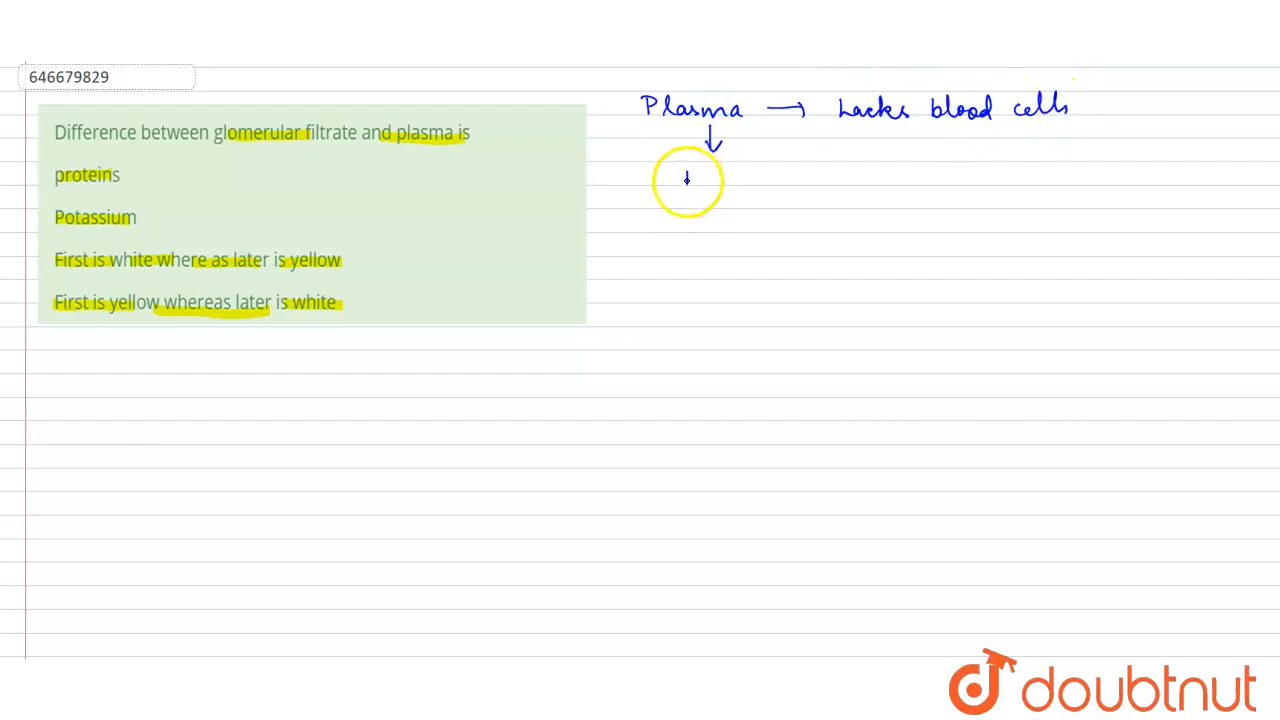 646679829
Difference between glomerular filtrate and plasma is
proteins
Potassium
First is white where as later is yellow
First is yellow whereas later is white
Plasma → Lacks blood cells
↓
doubtnut